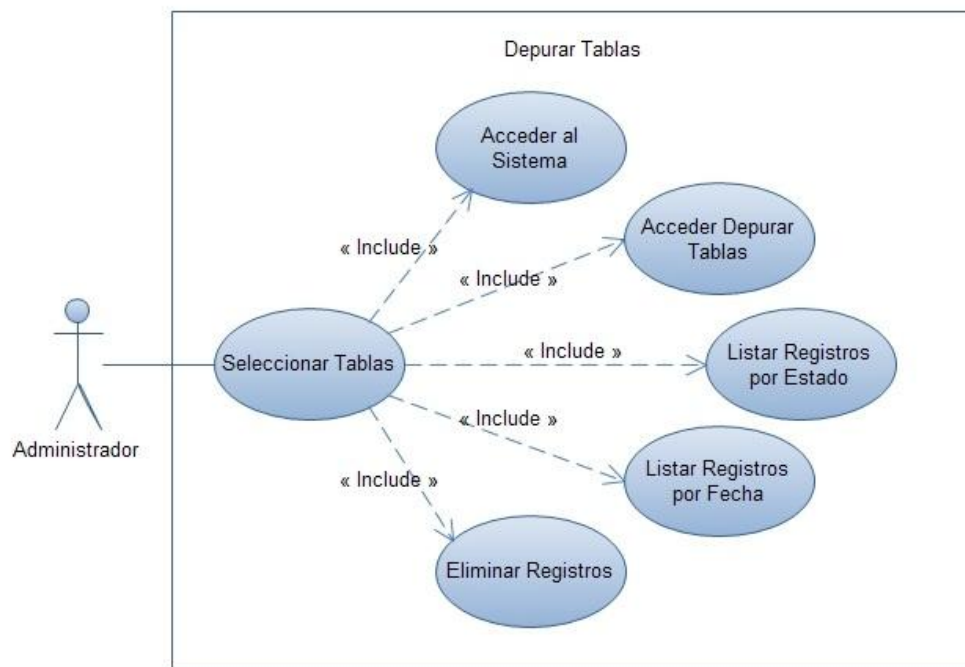 Depurar Tablas
Acceder al
Sistema
Acceder Depurar
Tablas
« Include »
« Include »
« Include »
Seleccionar Tablas
Listar Registros
por Estado
« Include »
Administrador
Listar Registros
por Fecha
« Include »
Eliminar Registros